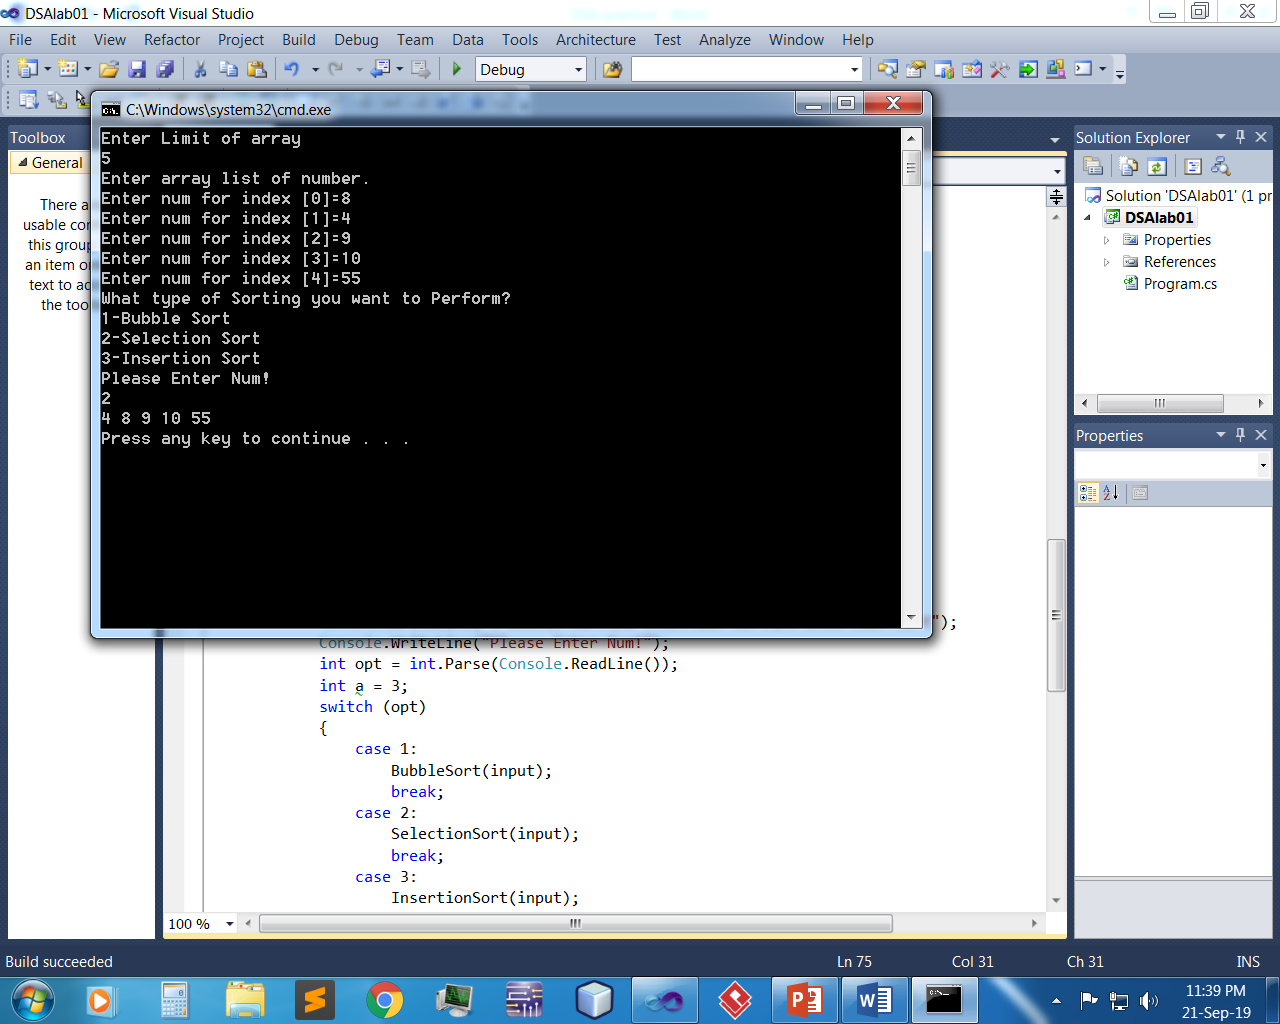 DSAlab01 - Microsoft Visual Studio
File Edit View Refactor Project Build Debug Team Data Tools Architecture Test Analyze Window Help
Debug
C:\Windows\system32\cmd.exe
Enter Limit of array
5
Enter array list of number.
Enter num for index [0]=8
Enter num for index [1]=4
Enter num for index [2]=9
Enter num for index [3]=10
Enter num for index [4]=55
What type of Sorting you want to Perform?
1-Bubble Sort
2-Selection Sort
3-Insertion Sort
Please Enter Num!
2
4 8 9 10 55
Press any key to continue . . .
Toolbox
General
There a
usable cor
this group
an item o
text to ac
the too
Solution Explorer
Solution 'DSAlab01' (1 pr
DSAlab01
Properties
References
Program.cs
Properties
");
Console.WriteLine("Please Enter Num!");
int opt = int.Parse(Console.ReadLine());
int a = 3;
switch (opt)
{
case 1:
BubbleSort(input);
break;
case 2:
SelectionSort(input);
break;
case 3:
InsertionSort(input);
100 %
Build succeeded Ln 75 Col 31 Ch 31 INS
11:39 PM
21-Sep-19